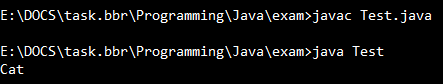 E:\DOCS\task.bbr\Programming\Java\exam>javac Test.java
E:\DOCS\task.bbr\Programming\Java\exam>java Test
Cat